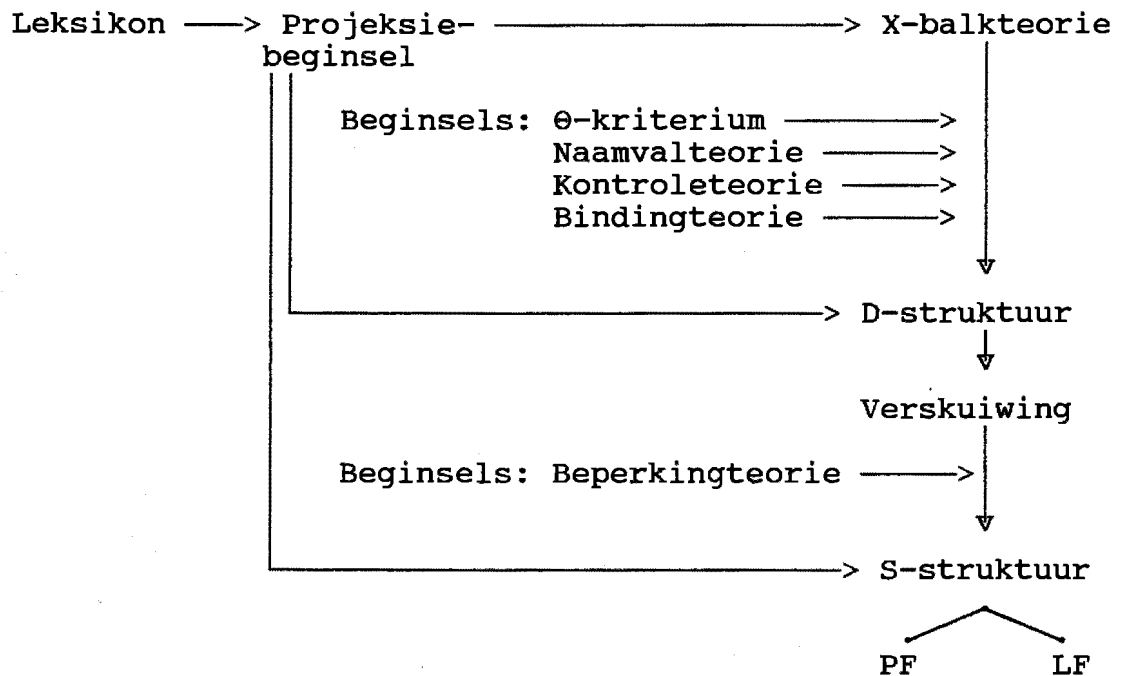 Leksikon ——> Projeksie- ——> X-balkteorie
beginsel
Beginsels: Θ-kriterium ——>
Naamvalteorie ——>
Kontroleteorie ——>
Bindingteorie ——>
——> D-struktuur
Verskuiwing
Beginsels: Beperkingteorie ——>
——> S-struktuur
PF LF